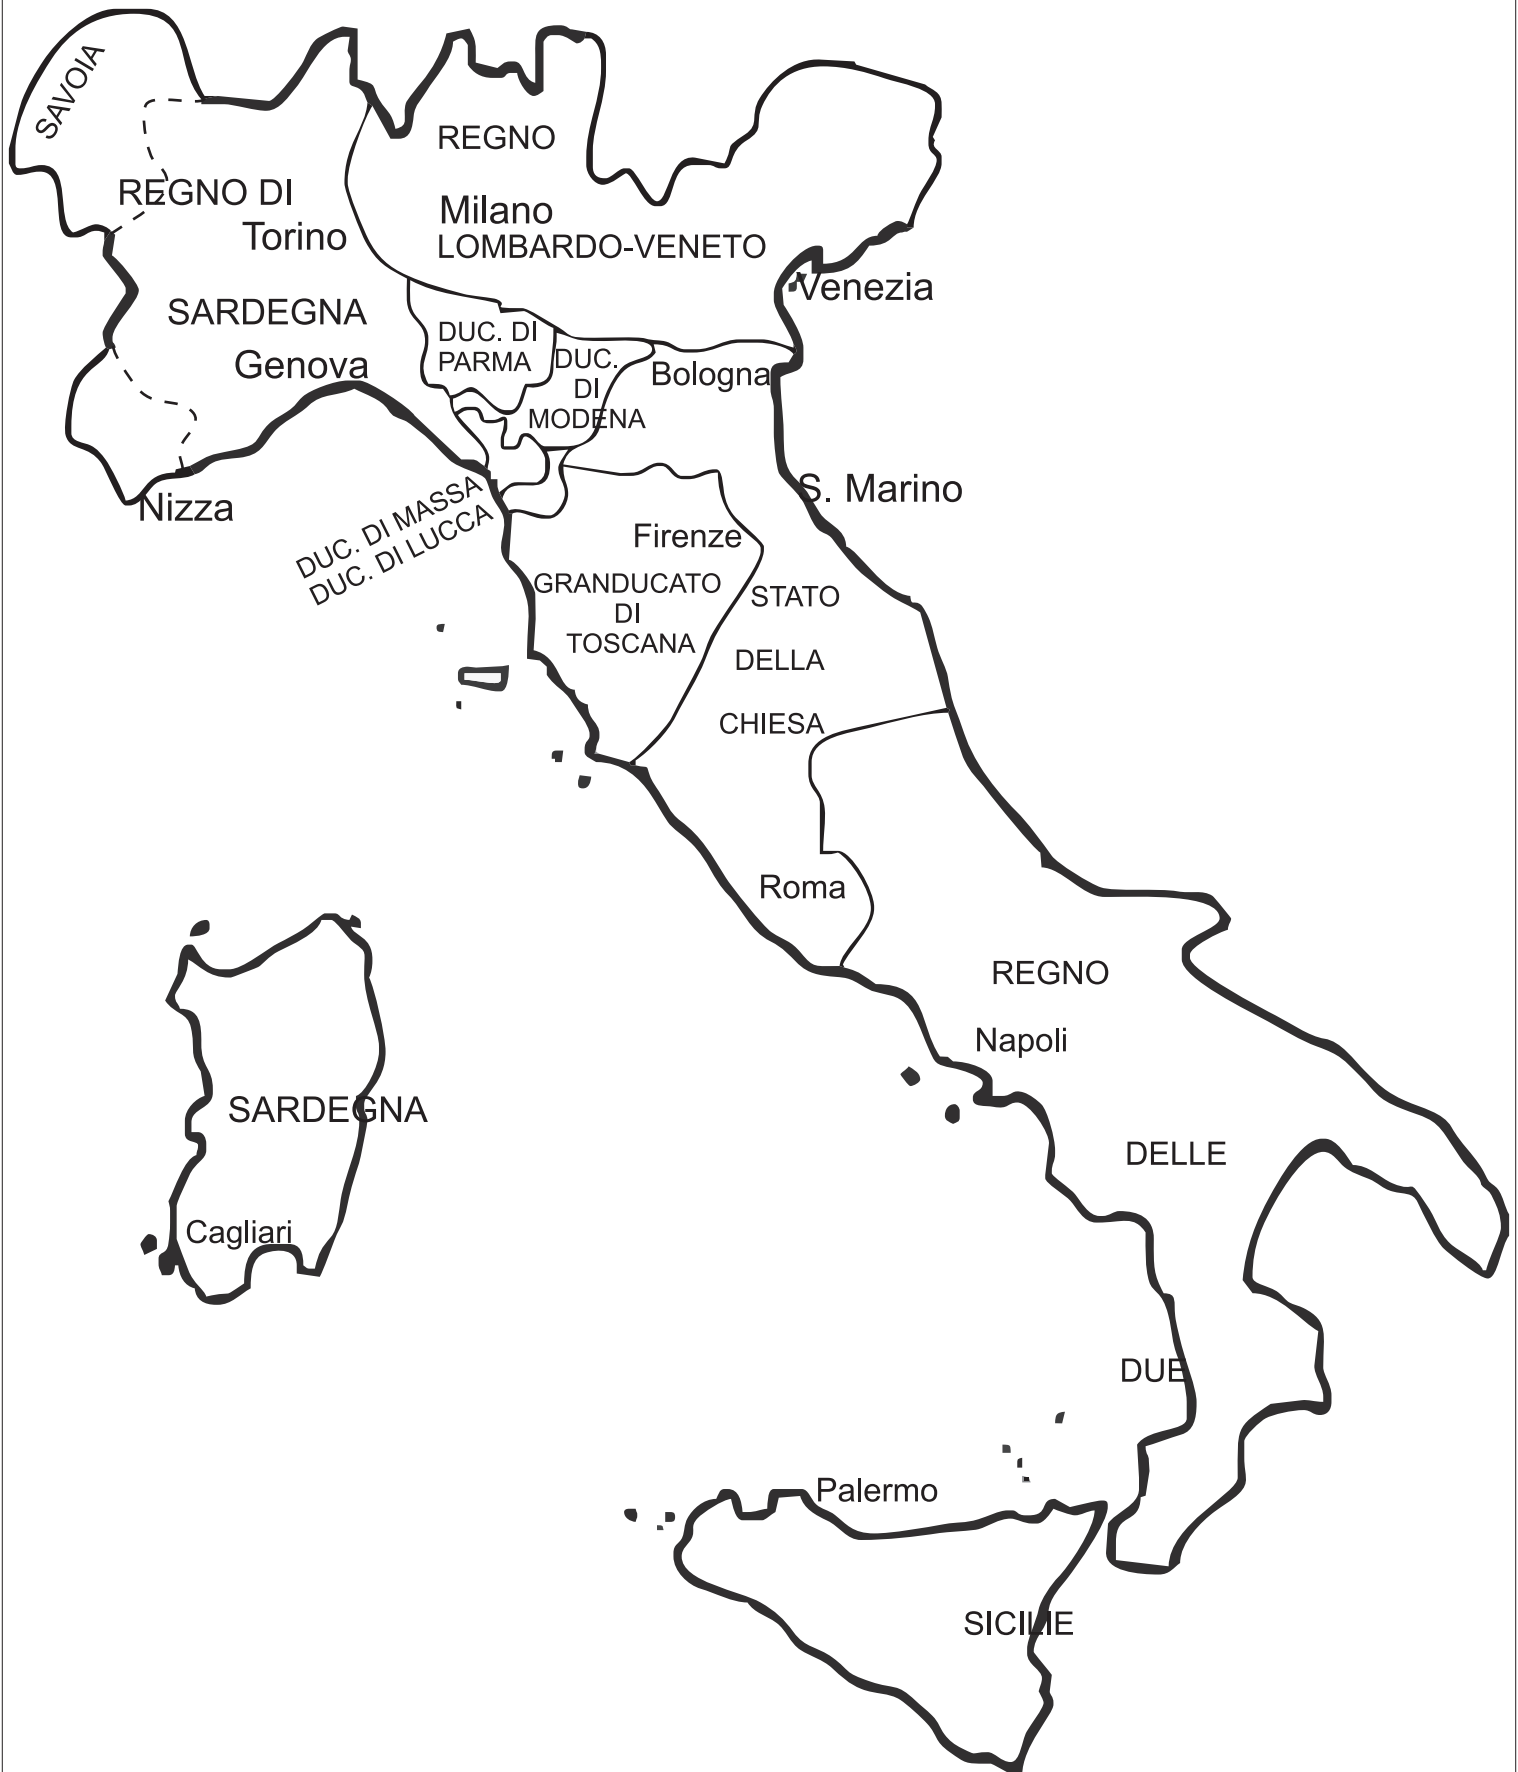 SAVOIA
REGNO
REGNO DI
Milano
Torino
LOMBARDO-VENETO
Venezia
SARDEGNA
DUC. DI
PARMA
Genova
DUC.
DI
MODENA
Bologna
S. Marino
Nizza
DUC. DI MASSA
DUC. DI LUCCA
Firenze
GRANDUCATO
DI
TOSCANA
STATO
DELLA
CHIESA
Roma
REGNO
Napoli
SARDEGNA
DELLE
Cagliari
DUE
Palermo
SICILIE